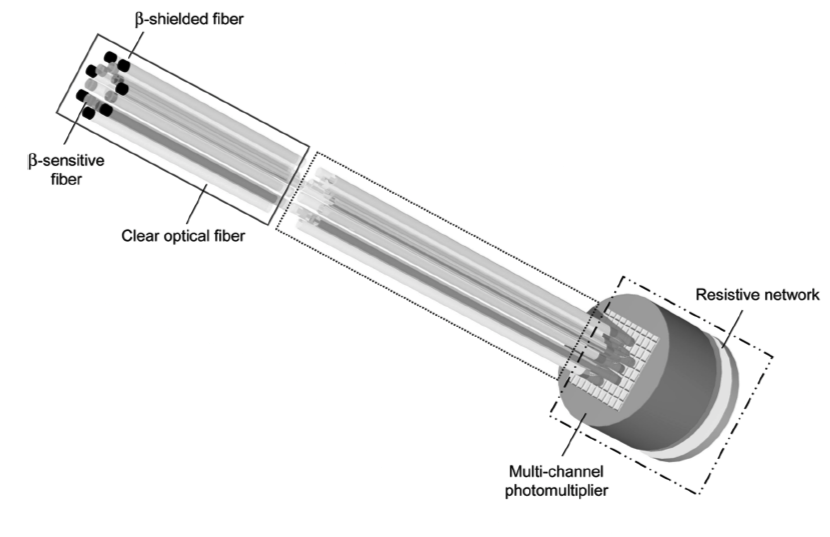 β-shielded fiber
β-sensitive
fiber
Clear optical fiber
Resistive network
Multi-channel
photomultiplier